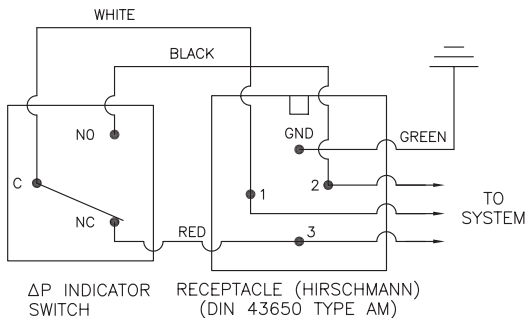 WHITE
BLACK
NO
GND
GREEN
C
1
2
TO
SYSTEM
NC
RED
3
ΔP INDICATOR
SWITCH
RECEPTACLE (HIRSCHMANN)
(DIN 43650 TYPE AM)